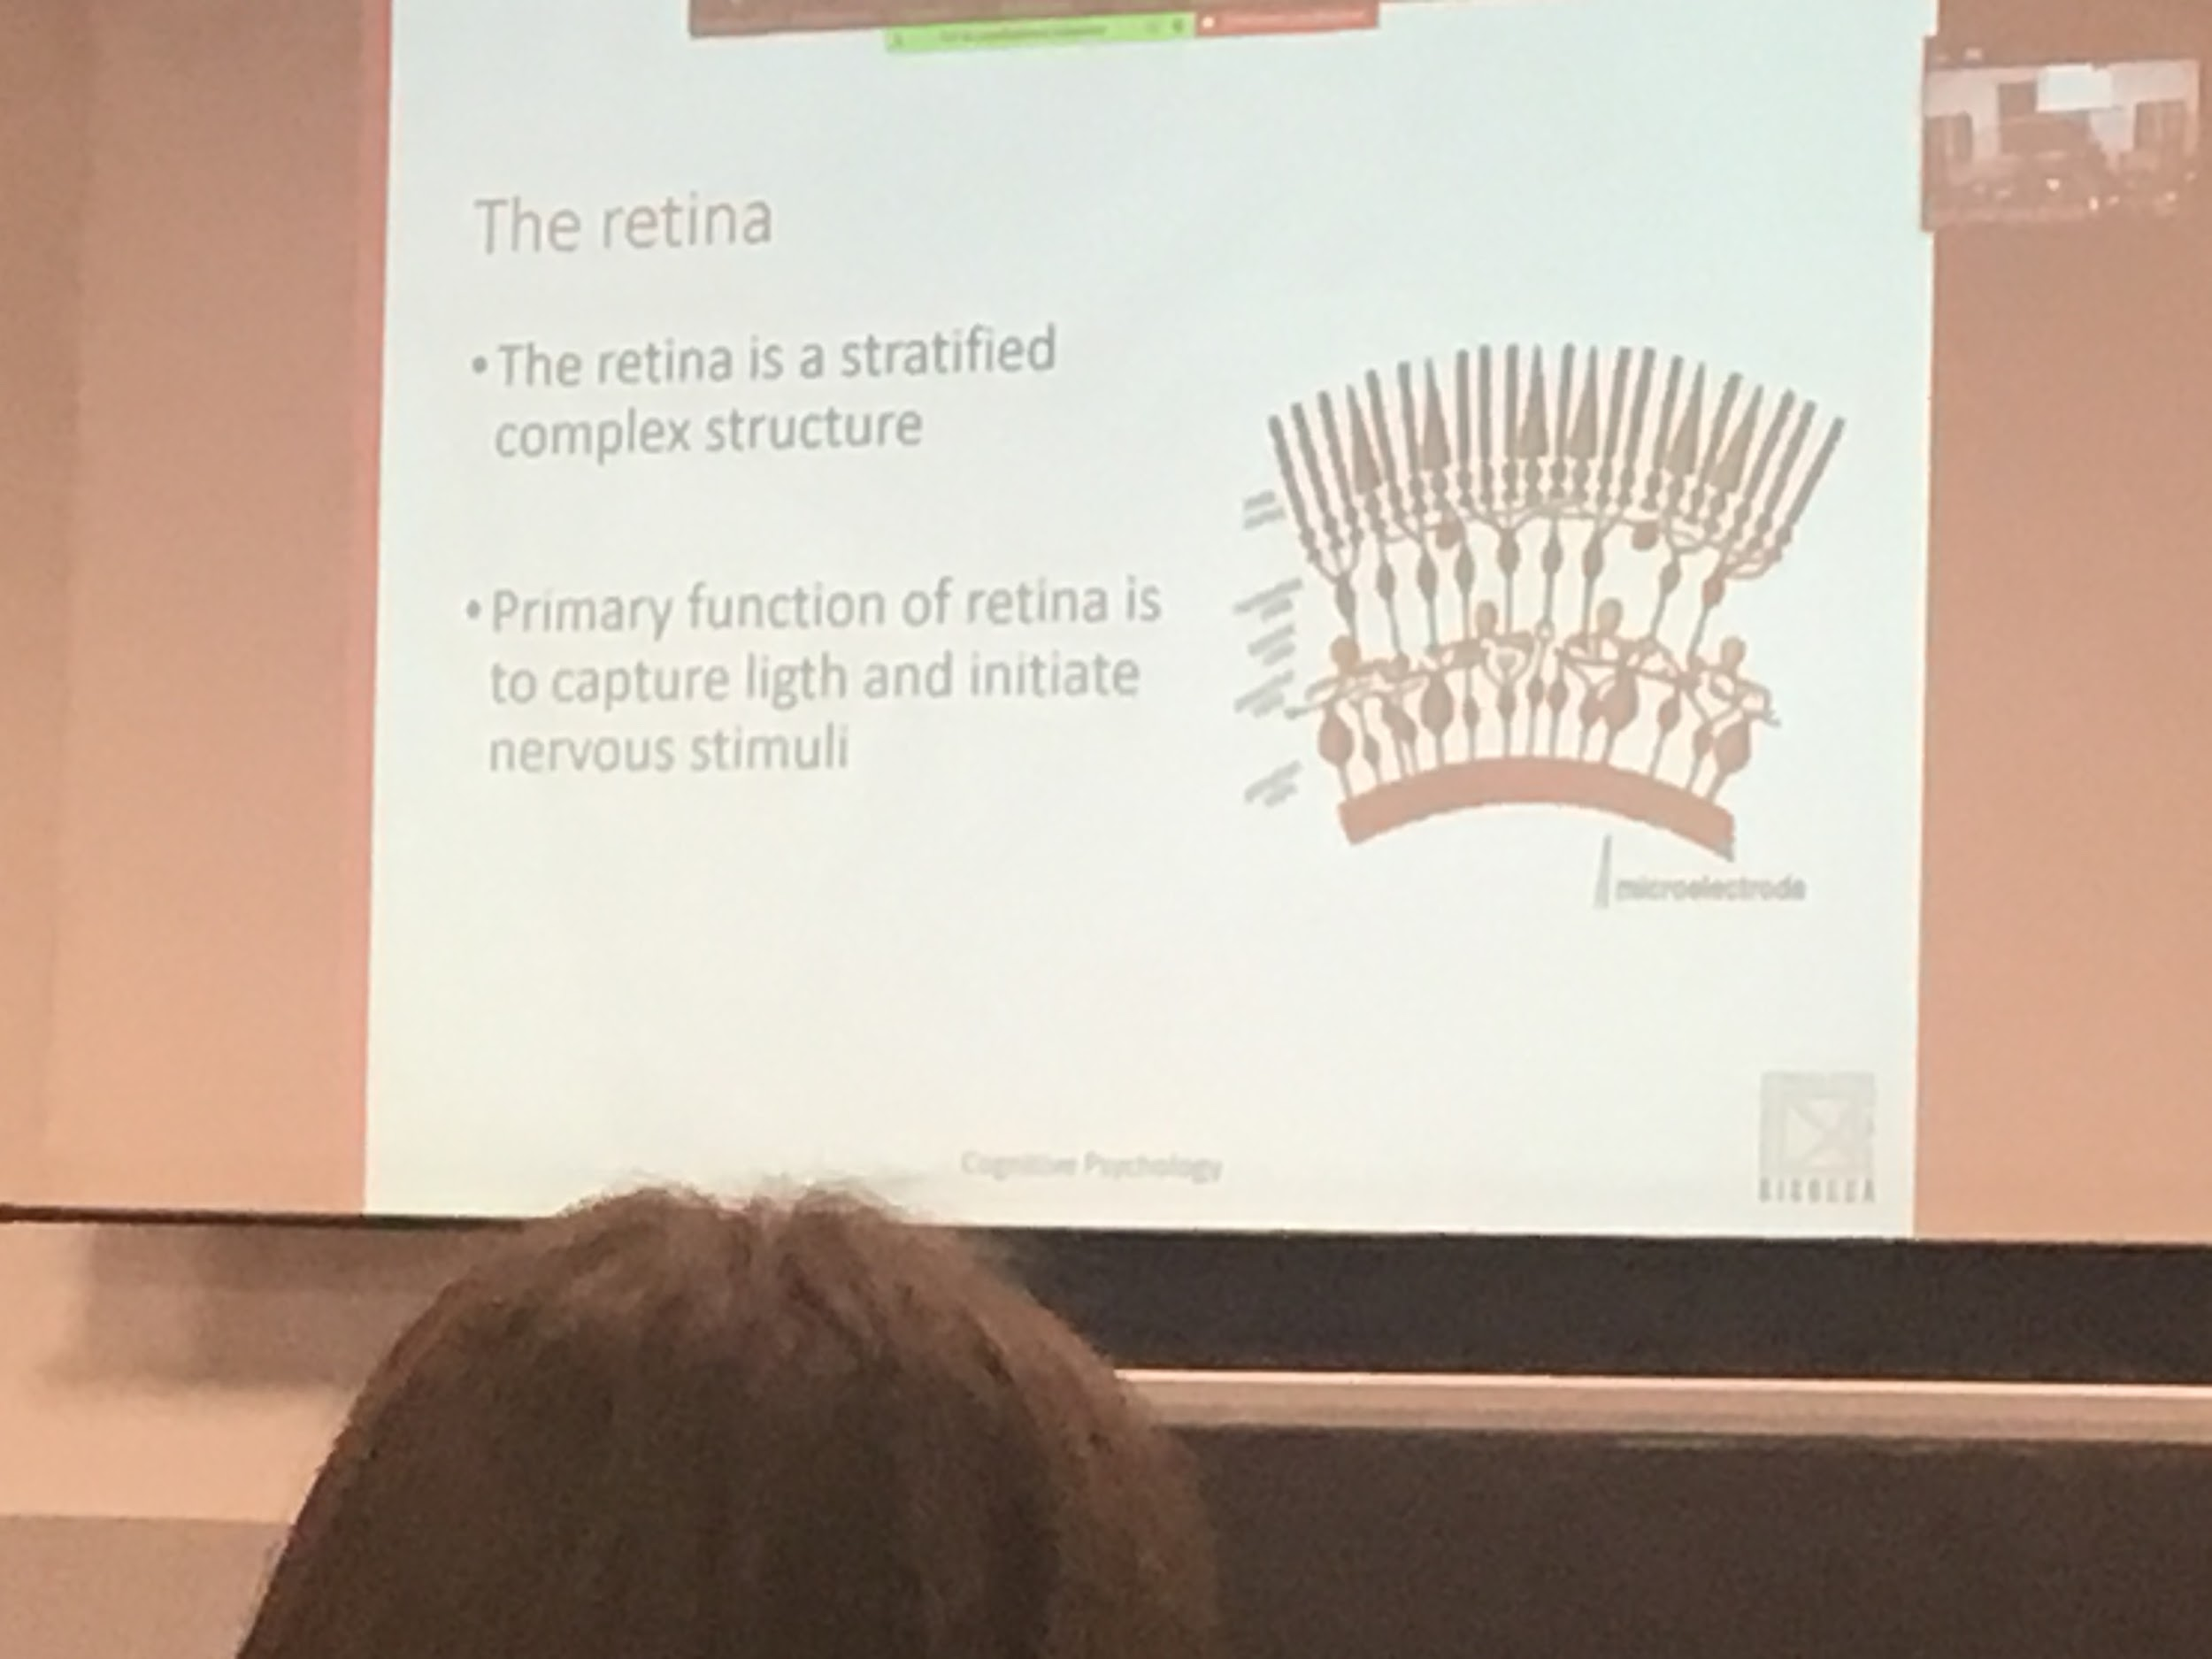 The retina
• The retina is a stratified
complex structure
• Primary function of retina is
to capture ligth and initiate
nervous stimuli
microelectrode
Cognitive Psychology
BICOCCA